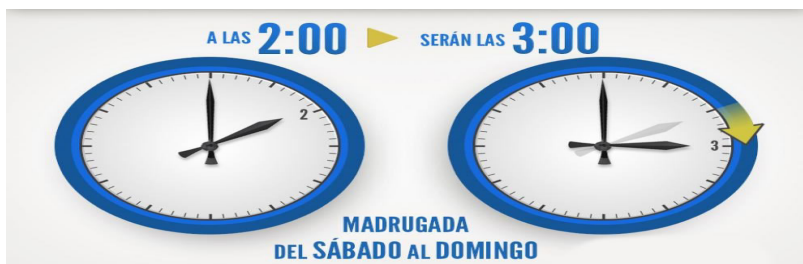 A LAS 2:00 SERÁN LAS 3:00
2
3
MADRUGADA
DEL SÁBADO AL DOMINGO